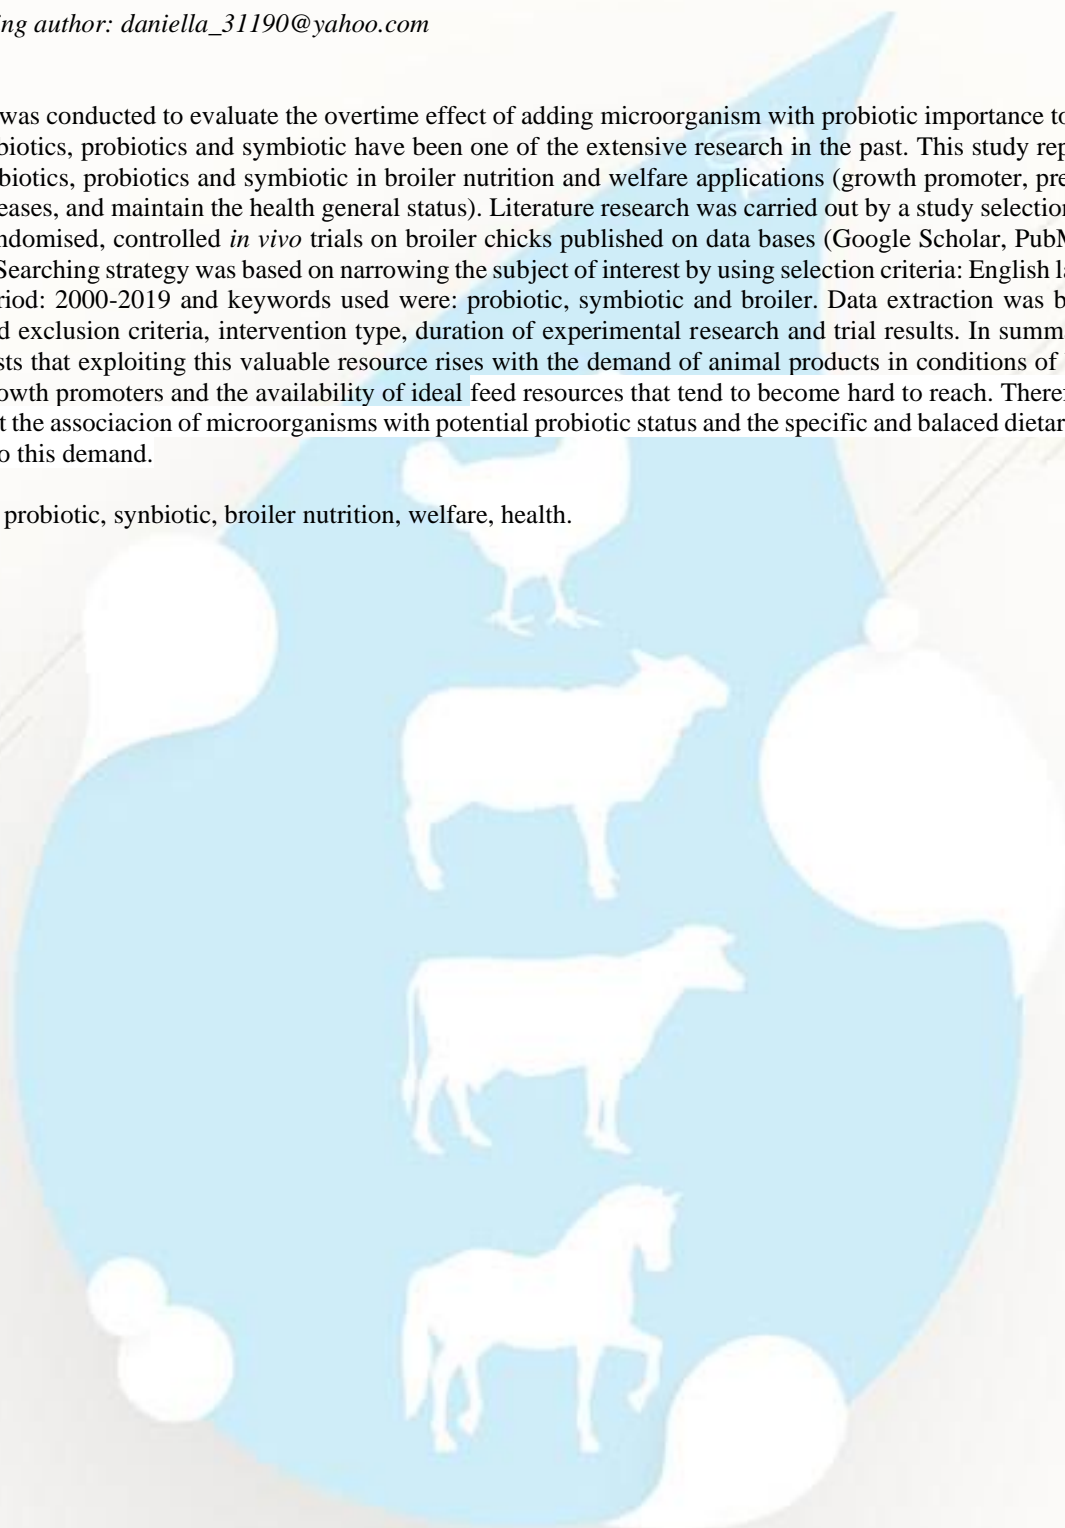 ing author: daniella_31190@yahoo.com
was conducted to evaluate the overtime effect of adding microorganism with probiotic importance to
biotics, probiotics and symbiotic have been one of the extensive research in the past. This study rep
biotics, probiotics and symbiotic in broiler nutrition and welfare applications (growth promoter, pre
eases, and maintain the health general status). Literature research was carried out by a study selection
ndomised, controlled in vivo trials on broiler chicks published on data bases (Google Scholar, PubM
Searching strategy was based on narrowing the subject of interest by using selection criteria: English la
riod: 2000-2019 and keywords used were: probiotic, symbiotic and broiler. Data extraction was b
d exclusion criteria, intervention type, duration of experimental research and trial results. In summ
sts that exploiting this valuable resource rises with the demand of animal products in conditions of
owth promoters and the availability of ideal feed resources that tend to become hard to reach. Theref
t the associacion of microorganisms with potential probiotic status and the specific and balaced dietar
o this demand.
probiotic, synbiotic, broiler nutrition, welfare, health.